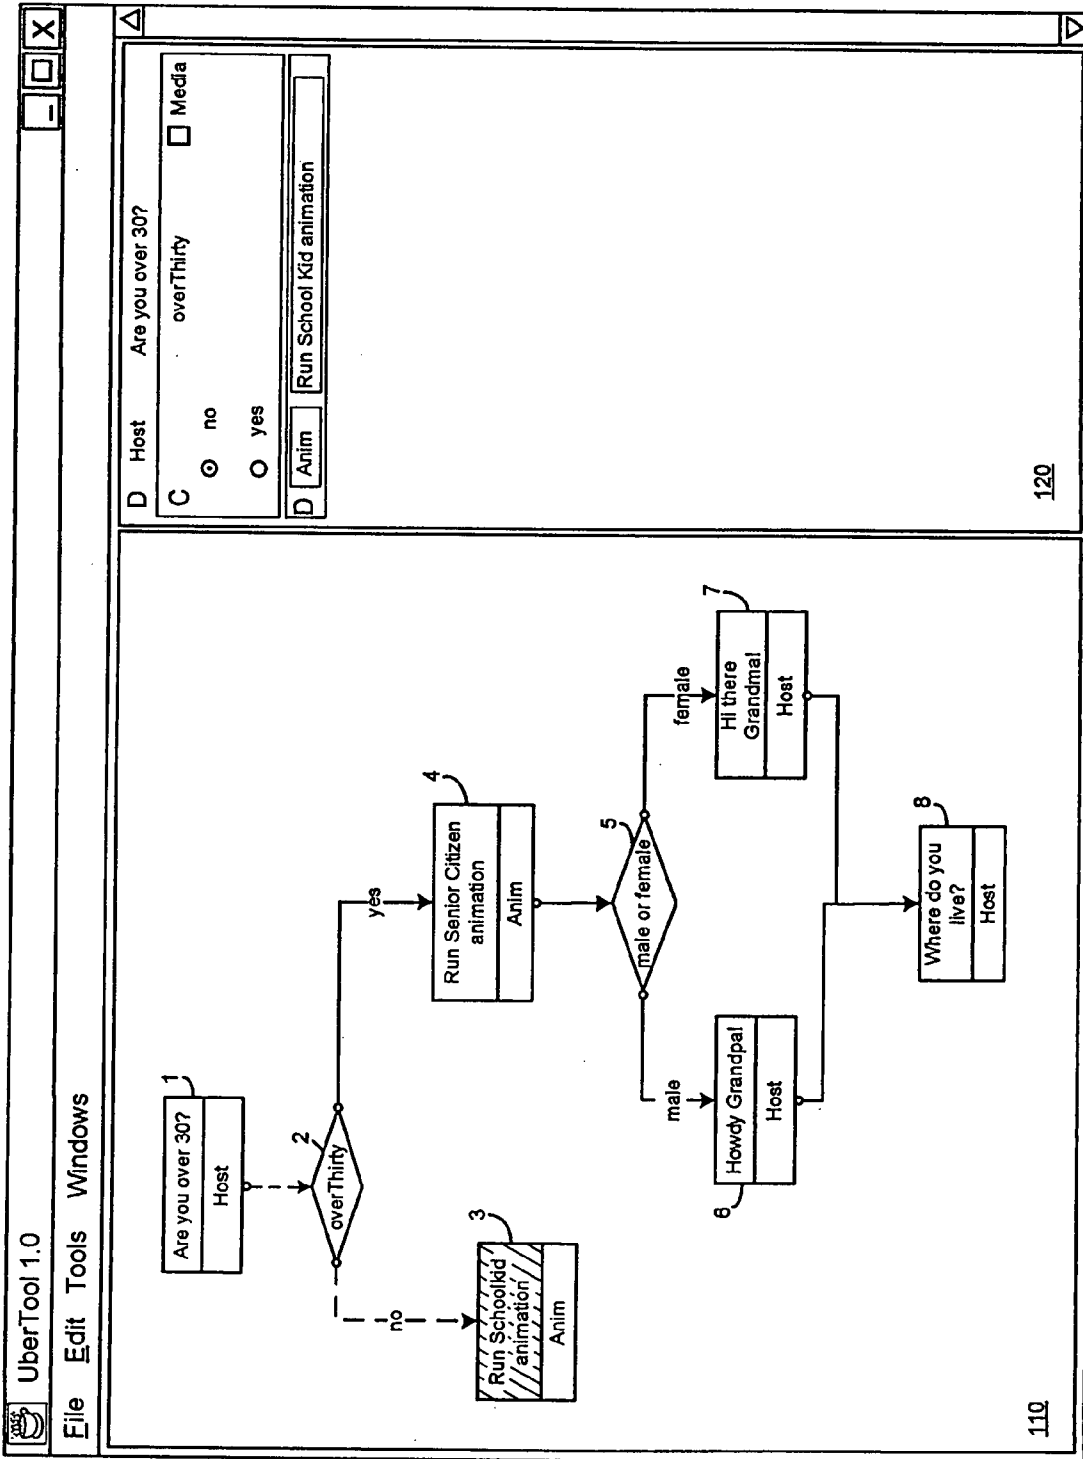 UberTool 1.0
_ □ X
File Edit Tools Windows
Are you over 30?
Host
1
overThirty
2
no
yes
Run Schoolkid
animation
Anim
3
Run Senior Citizen
animation
Anim
4
male or female
5
male
female
Howdy Grandpa!
Host
6
Hi there
Grandma!
Host
7
Where do you
live?
Host
8
110
D Host Are you over 30?
C overThirty Media
no
yes
D Anim Run School Kid animation
120